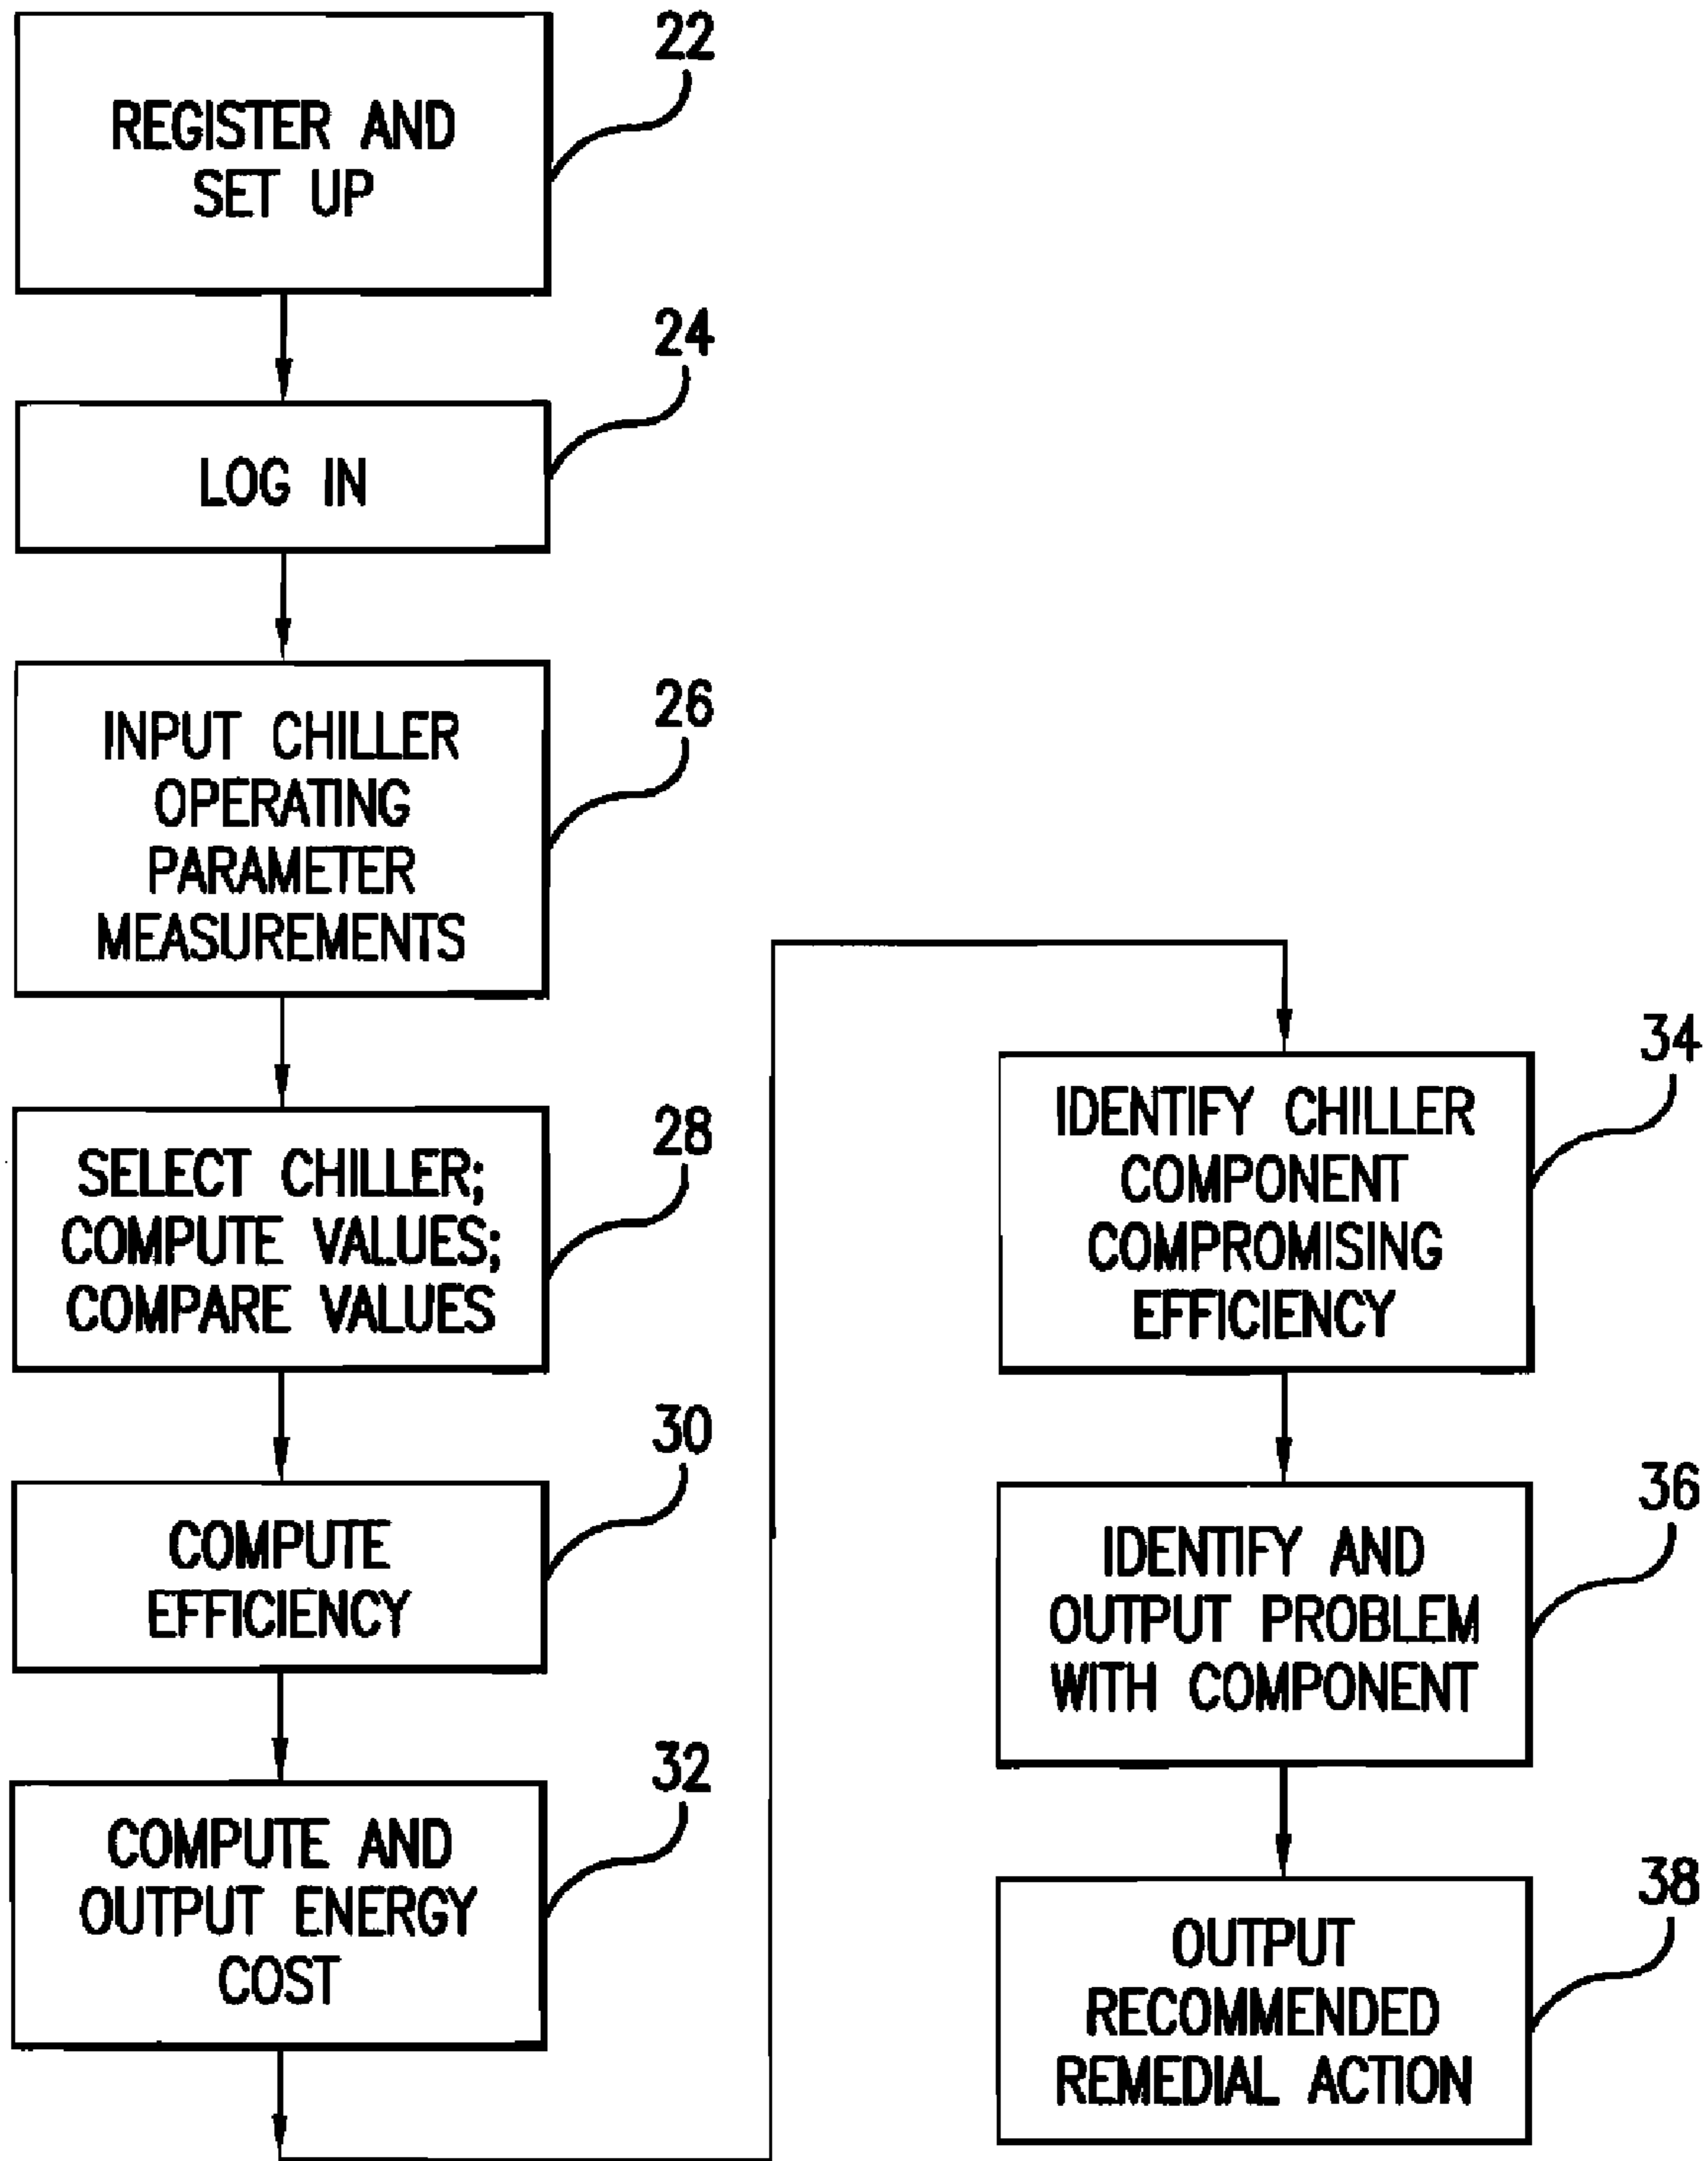 REGISTER AND
SET UP
22
LOG IN
24
INPUT CHILLER
OPERATING
PARAMETER
MEASUREMENTS
26
SELECT CHILLER;
COMPUTE VALUES;
COMPARE VALUES
28
COMPUTE
EFFICIENCY
30
COMPUTE AND
OUTPUT ENERGY
COST
32
IDENTIFY CHILLER
COMPONENT
COMPROMISING
EFFICIENCY
34
IDENTIFY AND
OUTPUT PROBLEM
WITH COMPONENT
36
OUTPUT
RECOMMENDED
REMEDIAL ACTION
38